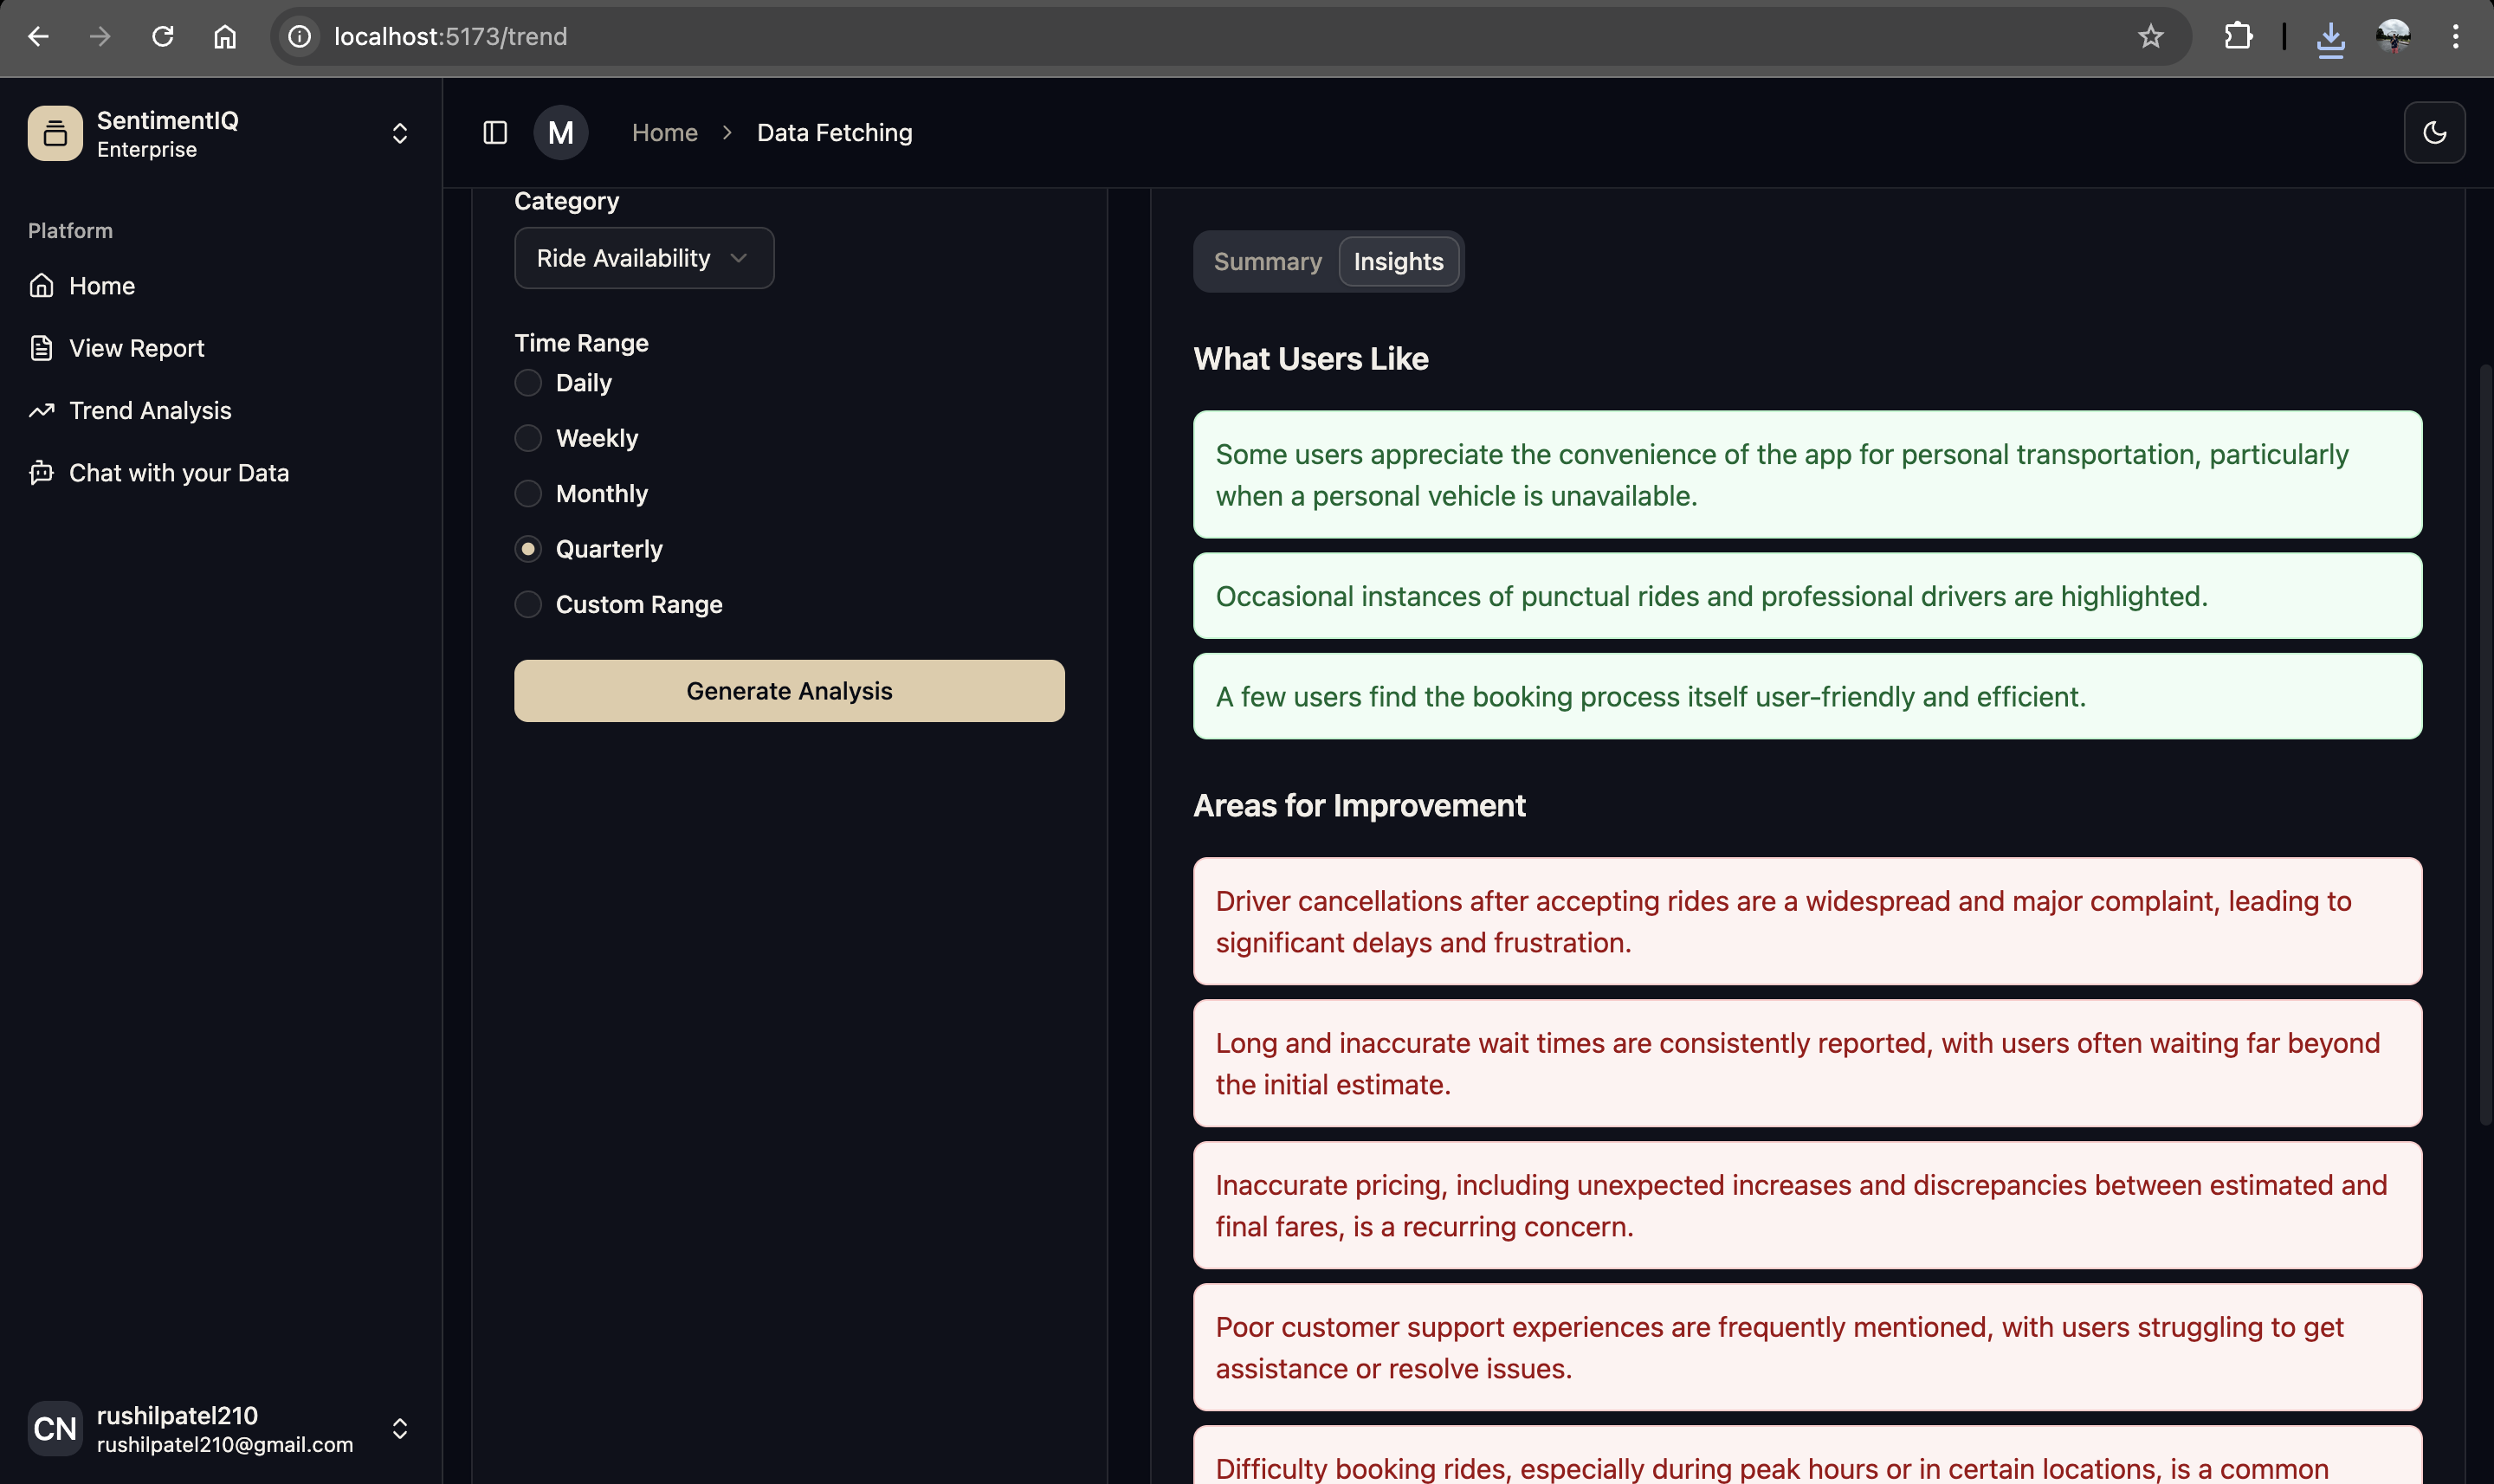 localhost:5173/trend
SentimentIQ
Enterprise
Platform
Home
View Report
Trend Analysis
Chat with your Data
CN
rushilpatel210
rushilpatel210@gmail.com
M
Home
Data Fetching
Category
Ride Availability
Time Range
Daily
Weekly
Monthly
Quarterly
Custom Range
Generate Analysis
Summary
Insights
What Users Like
Some users appreciate the convenience of the app for personal transportation, particularly
when a personal vehicle is unavailable.
Occasional instances of punctual rides and professional drivers are highlighted.
A few users find the booking process itself user-friendly and efficient.
Areas for Improvement
Driver cancellations after accepting rides are a widespread and major complaint, leading to
significant delays and frustration.
Long and inaccurate wait times are consistently reported, with users often waiting far beyond
the initial estimate.
Inaccurate pricing, including unexpected increases and discrepancies between estimated and
final fares, is a recurring concern.
Poor customer support experiences are frequently mentioned, with users struggling to get
assistance or resolve issues.
Difficulty booking rides, especially during peak hours or in certain locations, is a common